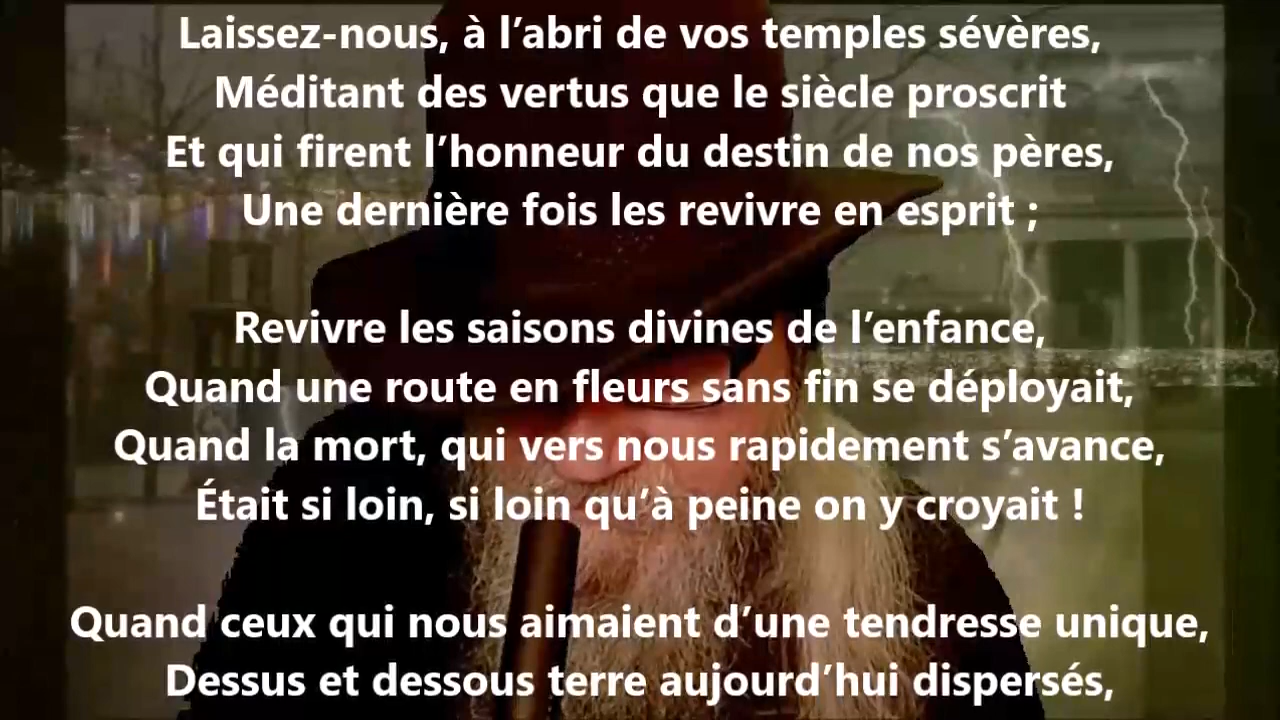 Laissez-nous, à l’abri de vos temples sévères,
Méditant des vertus que le siècle proscrit
Et qui firent l’honneur du destin de nos pères,
Une dernière fois les revivre en esprit ;
Revivre les saisons divines de l’enfance,
Quand une route en fleurs sans fin se déployait,
Quand la mort, qui vers nous rapidement s’avance,
Était si loin, si loin qu’à peine on y croyait !
Quand ceux qui nous aimaient d’une tendresse unique,
Dessus et dessous terre aujourd’hui dispersés,